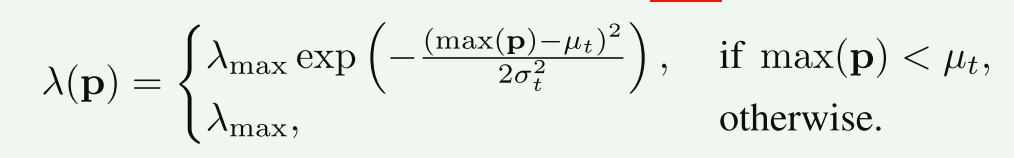 λ(p) = { λ_max exp ( − (max(p)−μ_t)² / 2σ_t² ) , if max(p) < μ_t,
λ_max, otherwise.